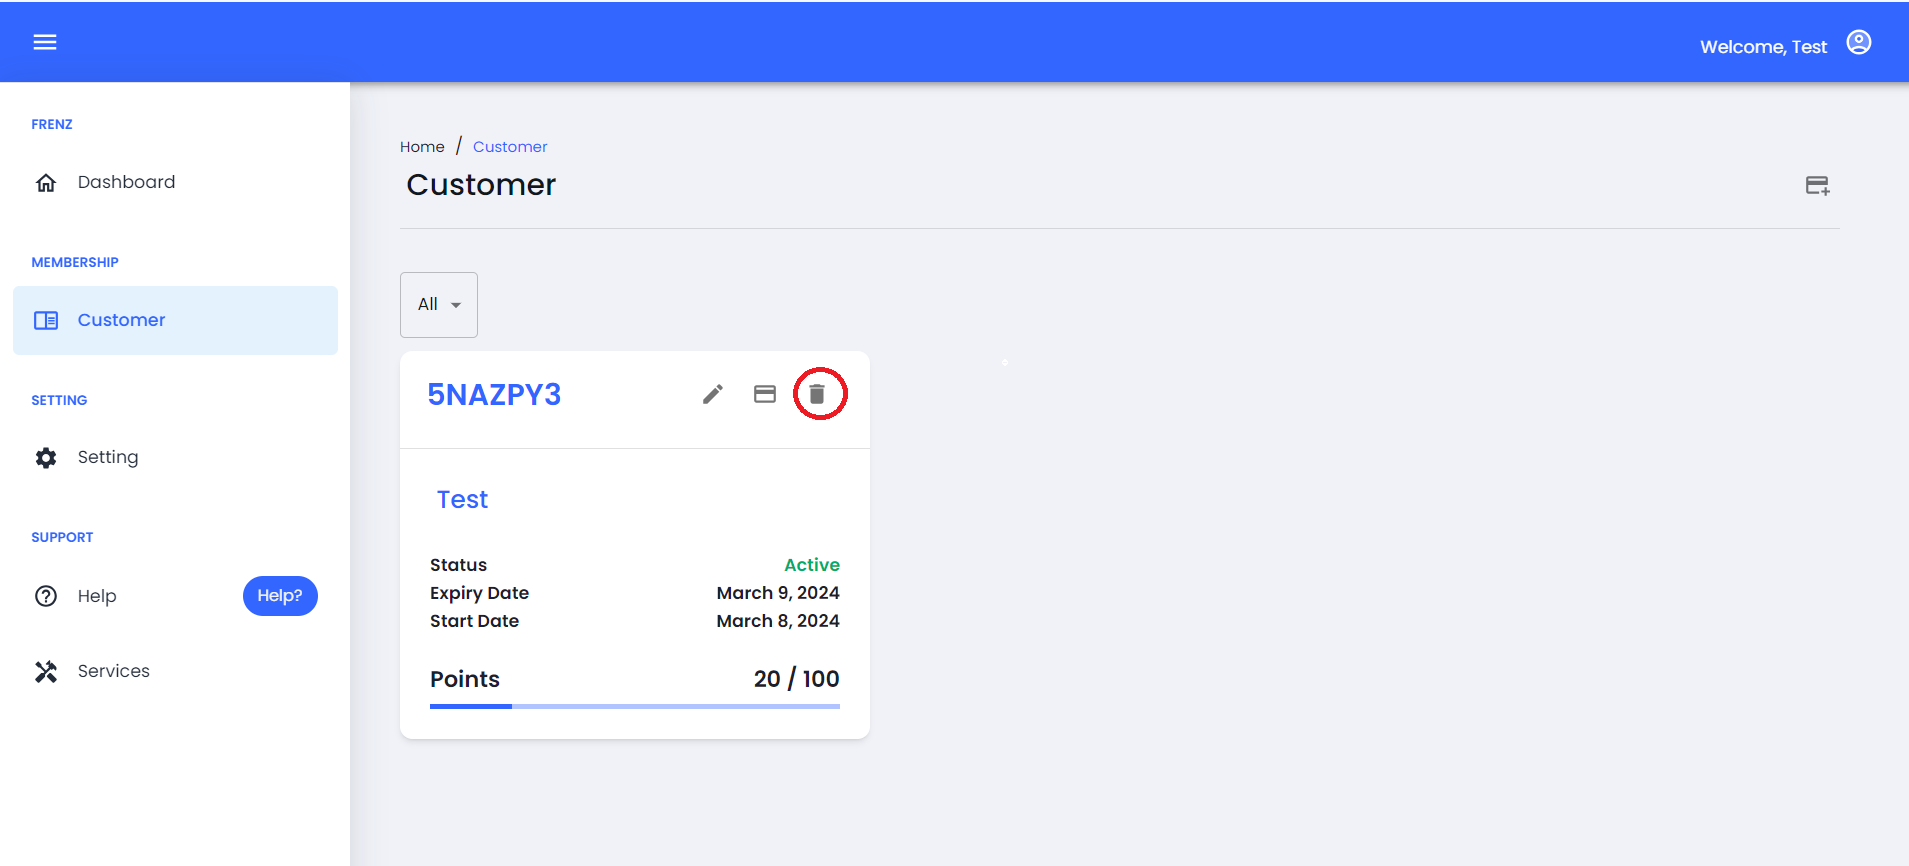 Welcome, Test
FRENZ
Dashboard
MEMBERSHIP
Customer
SETTING
Setting
SUPPORT
Help
Help?
Services
Home / Customer
Customer
All
5NAZPY3
Test
Status Active
Expiry Date March 9, 2024
Start Date March 8, 2024
Points 20 / 100